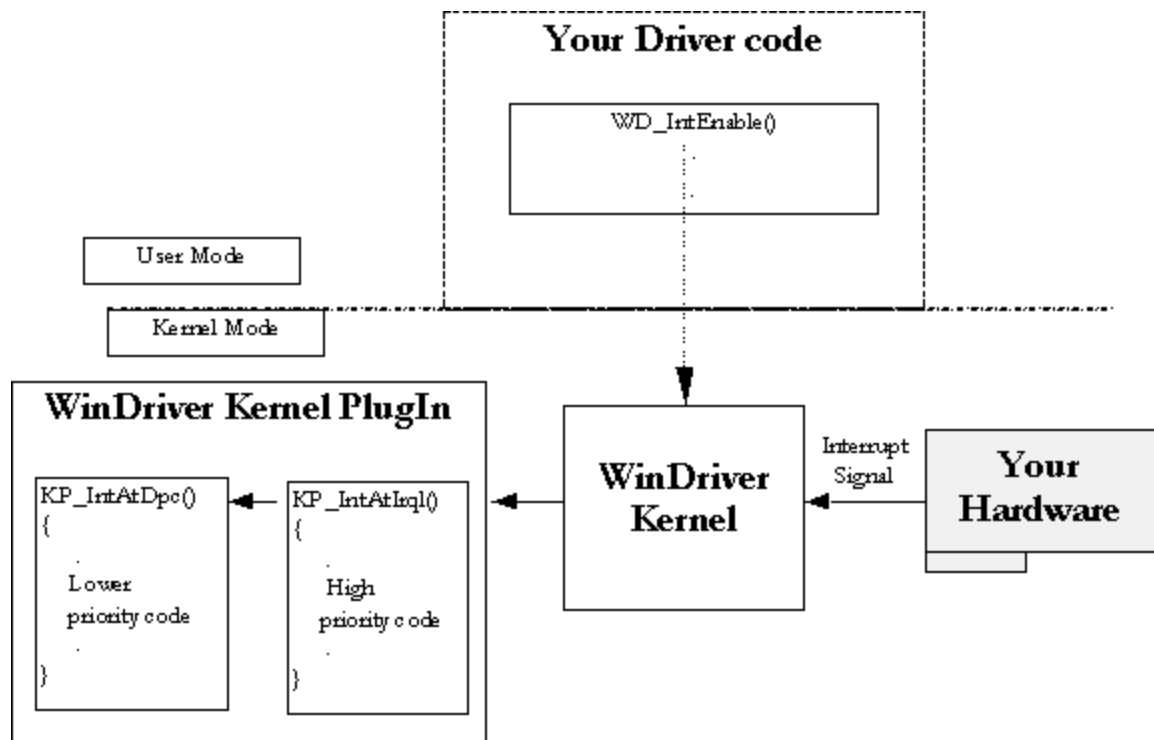 Your Driver code
WD_IntEnable()
.
.
User Mode
Kernel Mode
WinDriver Kernel PlugIn
KP_IntAtDpc()
{
.
Lower
priority code
.
}
KP_IntAtIrql()
{
.
High
priority code
.
}
WinDriver
Kernel
Interrupt
Signal
Your
Hardware